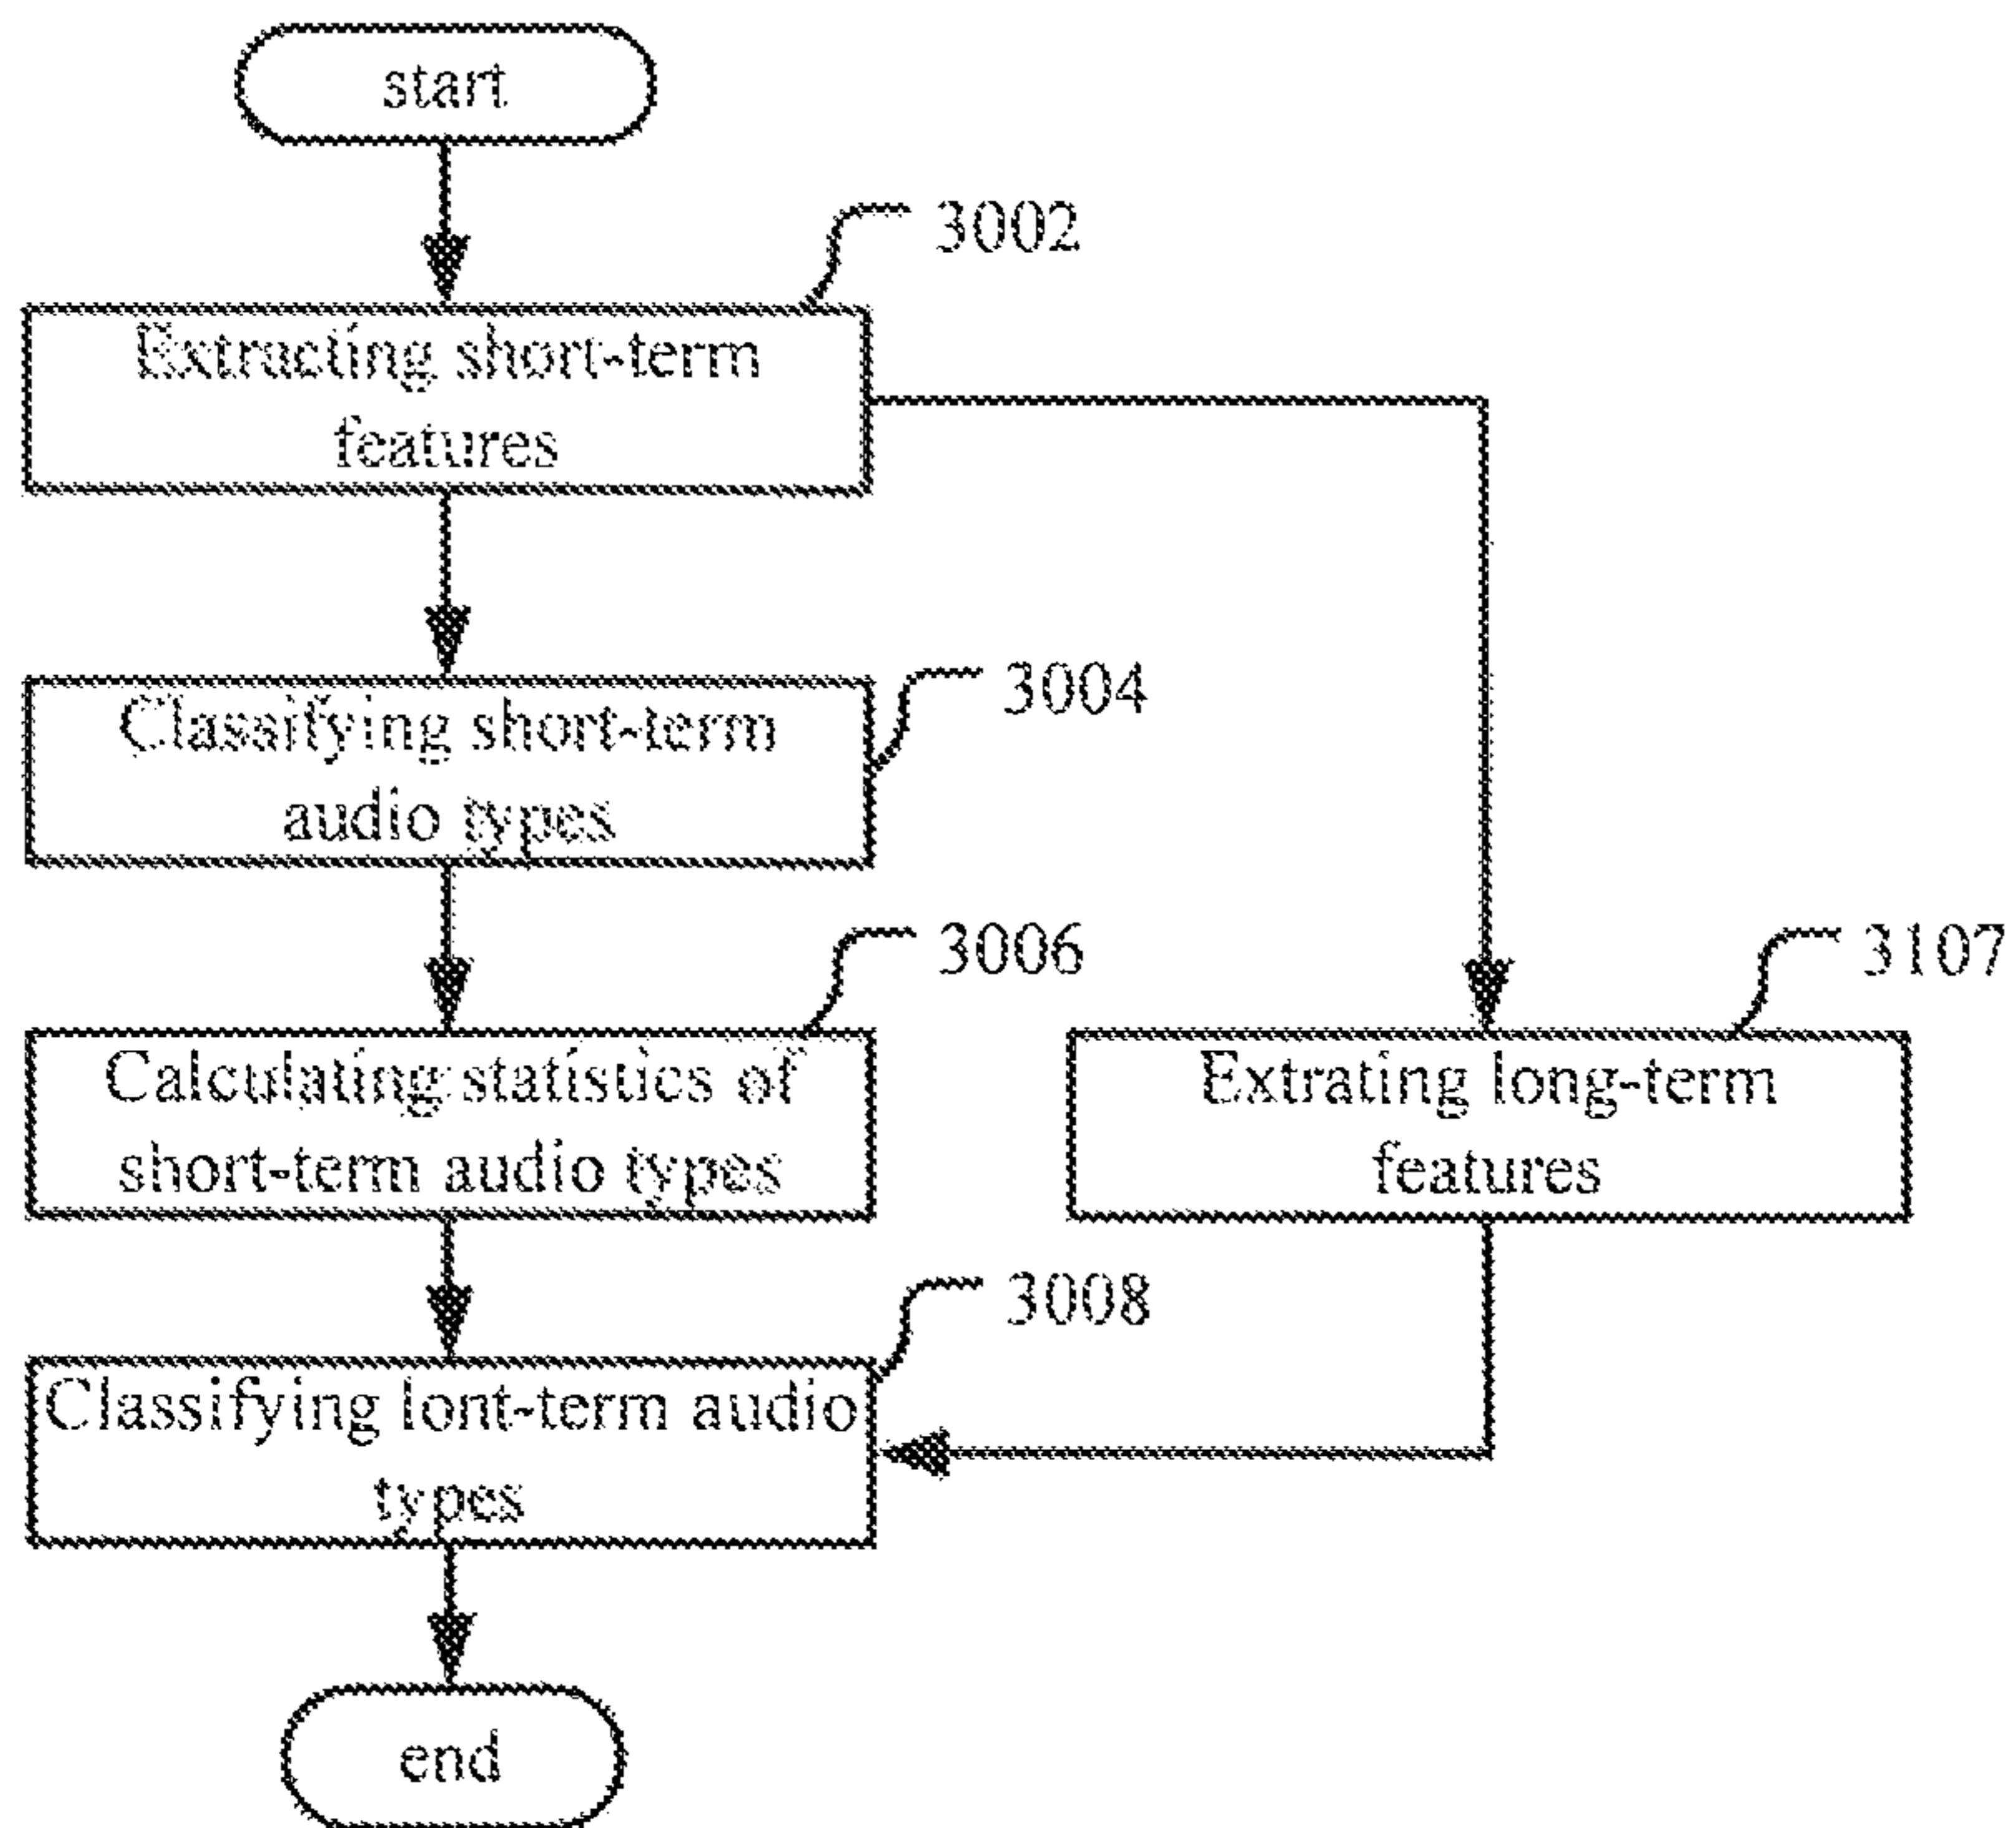 start
3002
Extracting short-term
features
3004
Classifying short-term
audio types
3006
3107
Calculating statistics of
short-term audio types
Extrating long-term
features
3008
Classifying lont-term audio
types
end